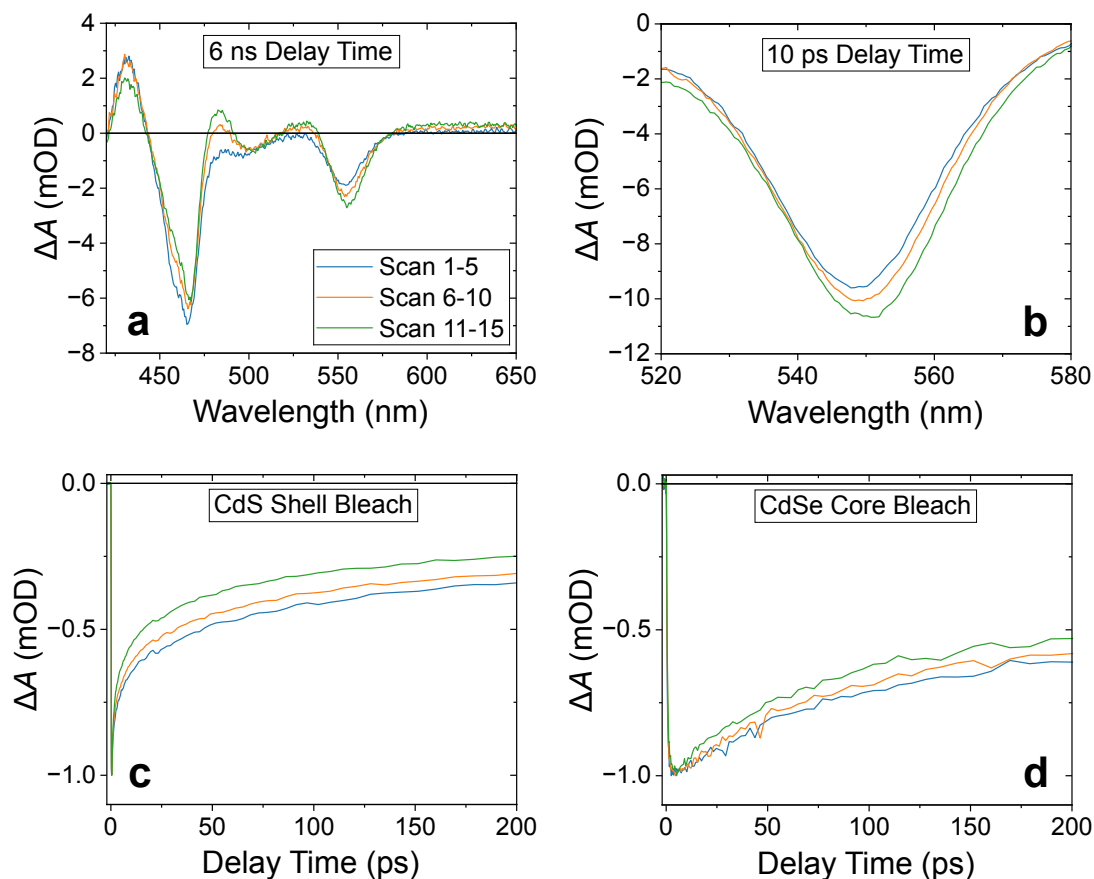 6 ns Delay Time
4
2
0
−2
−4
−6
−8
ΔA (mOD)
450 500 550 600 650
Wavelength (nm)
Scan 1-5
Scan 6-10
Scan 11-15
a
10 ps Delay Time
0
−2
−4
−6
−8
−10
−12
ΔA (mOD)
520 540 560 580
Wavelength (nm)
b
CdS Shell Bleach
0.0
−0.5
−1.0
ΔA (mOD)
0 50 100 150 200
Delay Time (ps)
c
CdSe Core Bleach
0.0
−0.5
−1.0
ΔA (mOD)
0 50 100 150 200
Delay Time (ps)
d